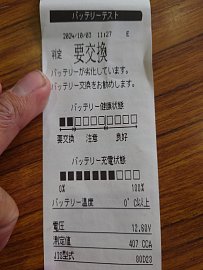 バッテリーテスト
2024/10/03 11:27 E
判定 要交換
バッテリーが劣化しています。
バッテリー交換をお勧めします。
バッテリー健康状態
要交換 注意 良好
バッテリー充電状態
0% 100%
バッテリー温度 0°C以上
電圧 12.60V
測定値 407 CCA
JIS型式 80D23